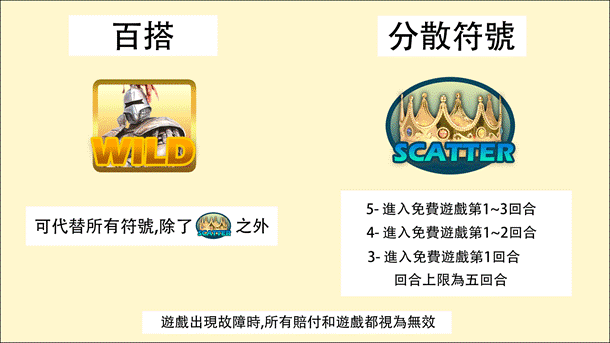 百搭
分散符號
WILD
SCATTER
可代替所有符號,除了 SCATTER 之外
5- 進入免費遊戲第1~3回合
4- 進入免費遊戲第1~2回合
3- 進入免費遊戲第1回合
回合上限為五回合
遊戲出現故障時,所有賠付和遊戲都視為無效